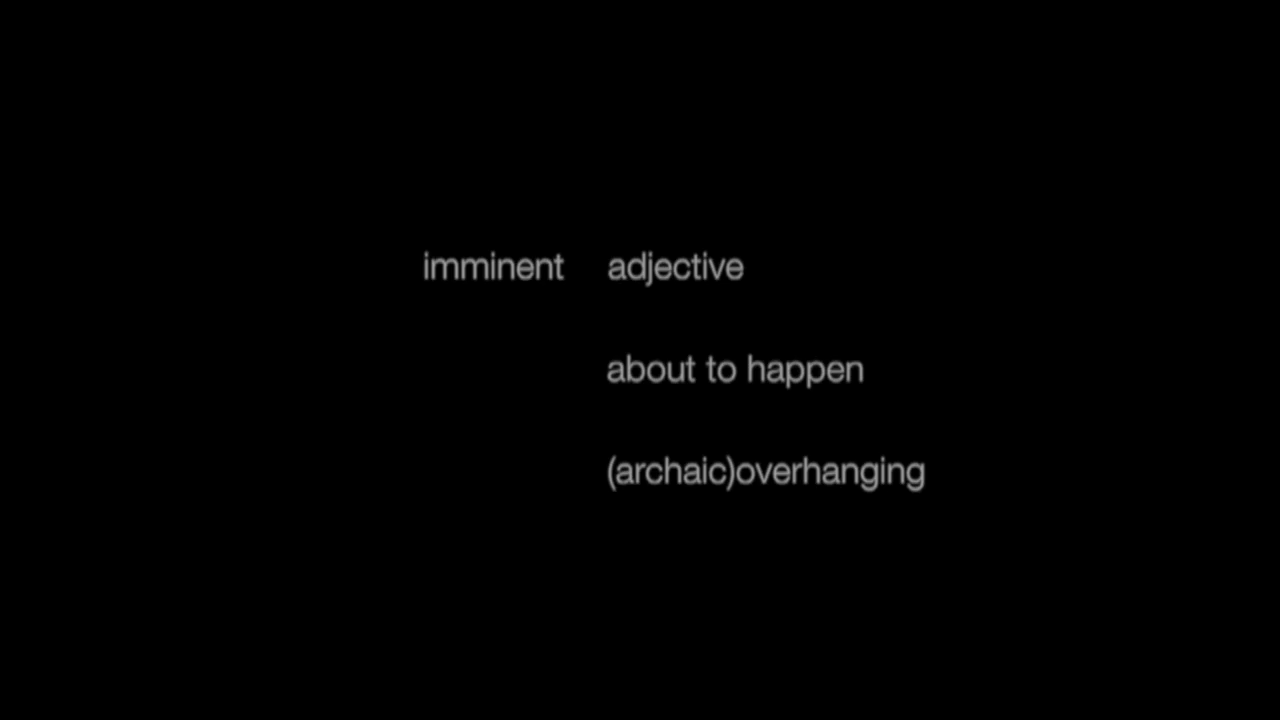 imminent adjective
about to happen
(archaic)overhanging